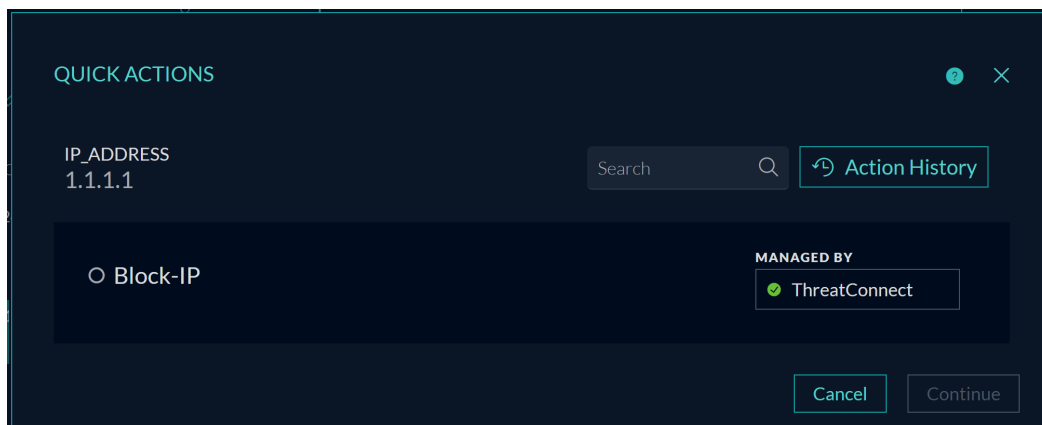 QUICK ACTIONS
?
IP_ADDRESS
1.1.1.1
Search
Action History
Block-IP
MANAGED BY
ThreatConnect
Cancel
Continue